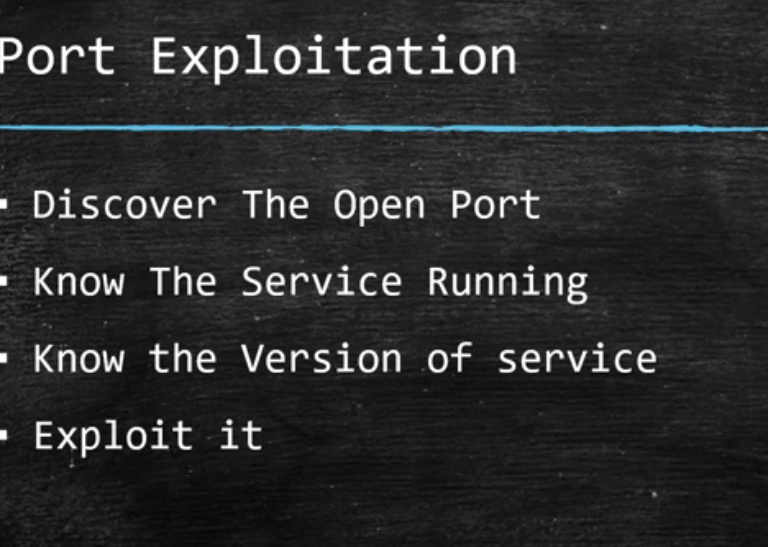 Port Exploitation
▪ Discover The Open Port
▪ Know The Service Running
▪ Know the Version of service
▪ Exploit it